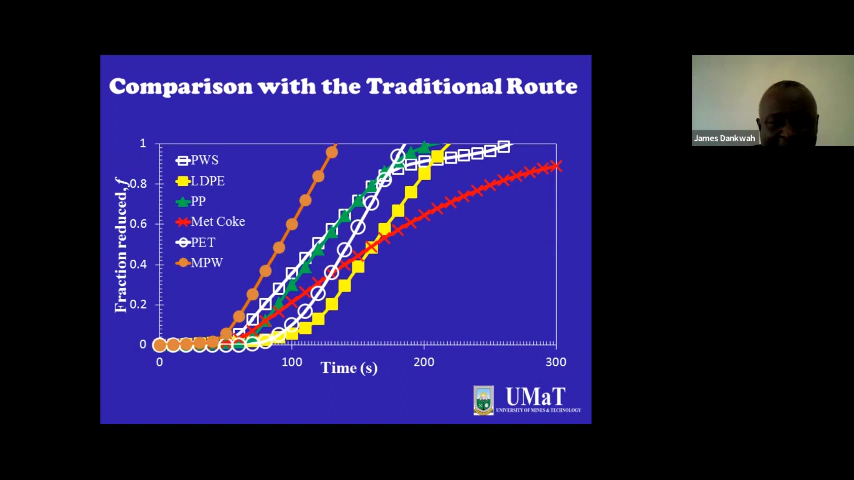 Comparison with the Traditional Route
James Dankwah
Fraction reduced, f
1
0.8
0.6
0.4
0.2
0
PWS
LDPE
PP
Met Coke
PET
MPW
0
100
200
300
Time (s)
UMaT
UNIVERSITY OF MINES & TECHNOLOGY